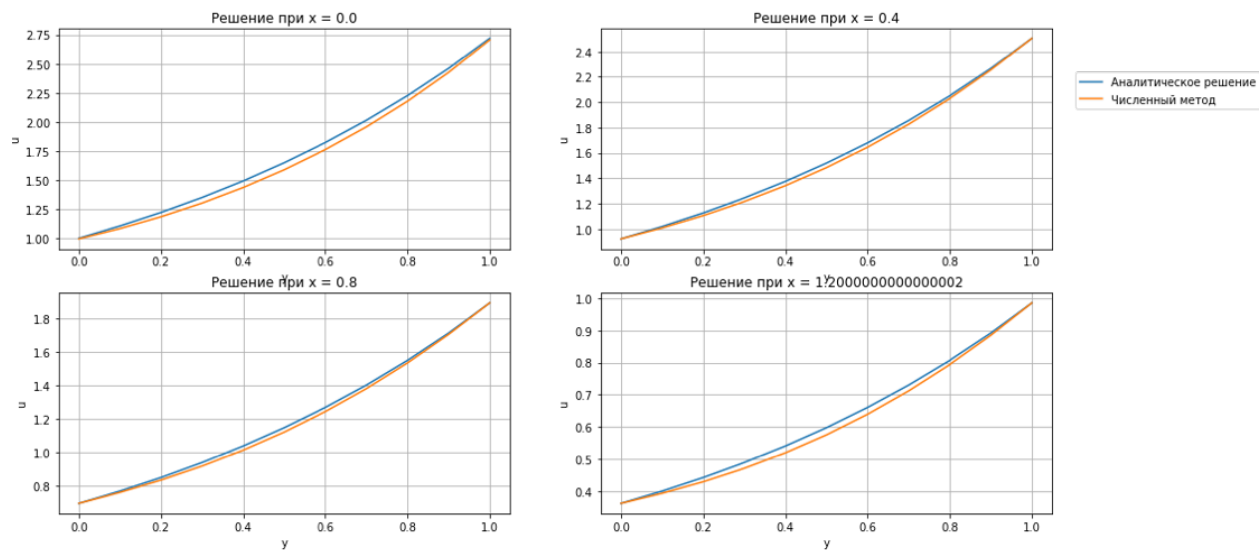 Решение при x = 0.0
2.75
2.50
2.25
2.00
1.75
1.50
1.25
1.00
u
0.0 0.2 0.4 0.6 0.8 1.0
y
Решение при x = 0.4
2.4
2.2
2.0
1.8
1.6
1.4
1.2
1.0
u
0.0 0.2 0.4 0.6 0.8 1.0
y
Аналитическое решение
Численный метод
Решение при x = 0.8
1.8
1.6
1.4
1.2
1.0
0.8
u
0.0 0.2 0.4 0.6 0.8 1.0
y
Решение при x = 1.2000000000000002
1.0
0.9
0.8
0.7
0.6
0.5
0.4
u
0.0 0.2 0.4 0.6 0.8 1.0
y